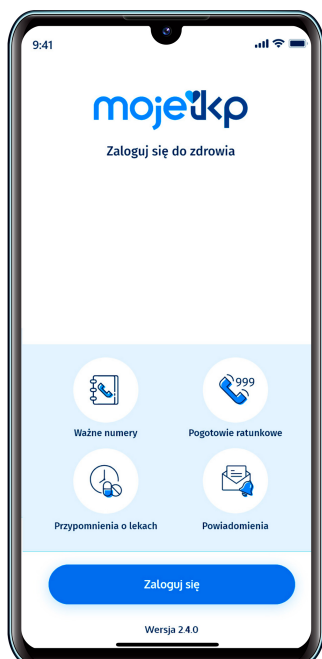 9:41
mojeikp
Zaloguj się do zdrowia
999
Ważne numery
Pogotowie ratunkowe
Przypomnienia o lekach
Powiadomienia
Zaloguj się
Wersja 2.4.0